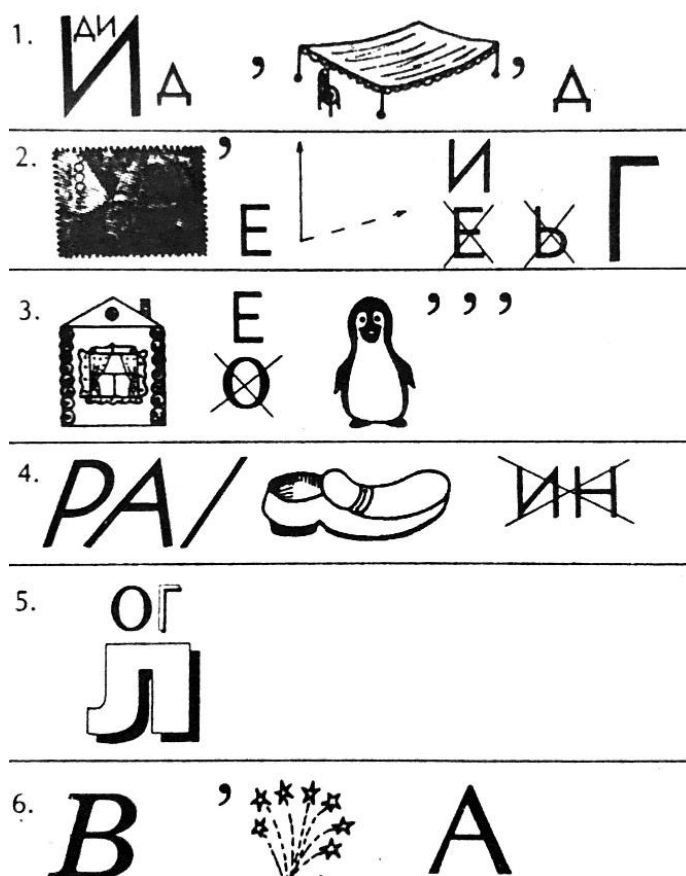 1. ДИ И Д , , Д
2. , Е И Е Ь Г
3. Е О , , ,
4. РА / ИН
5. ОГ Л
6. В , А